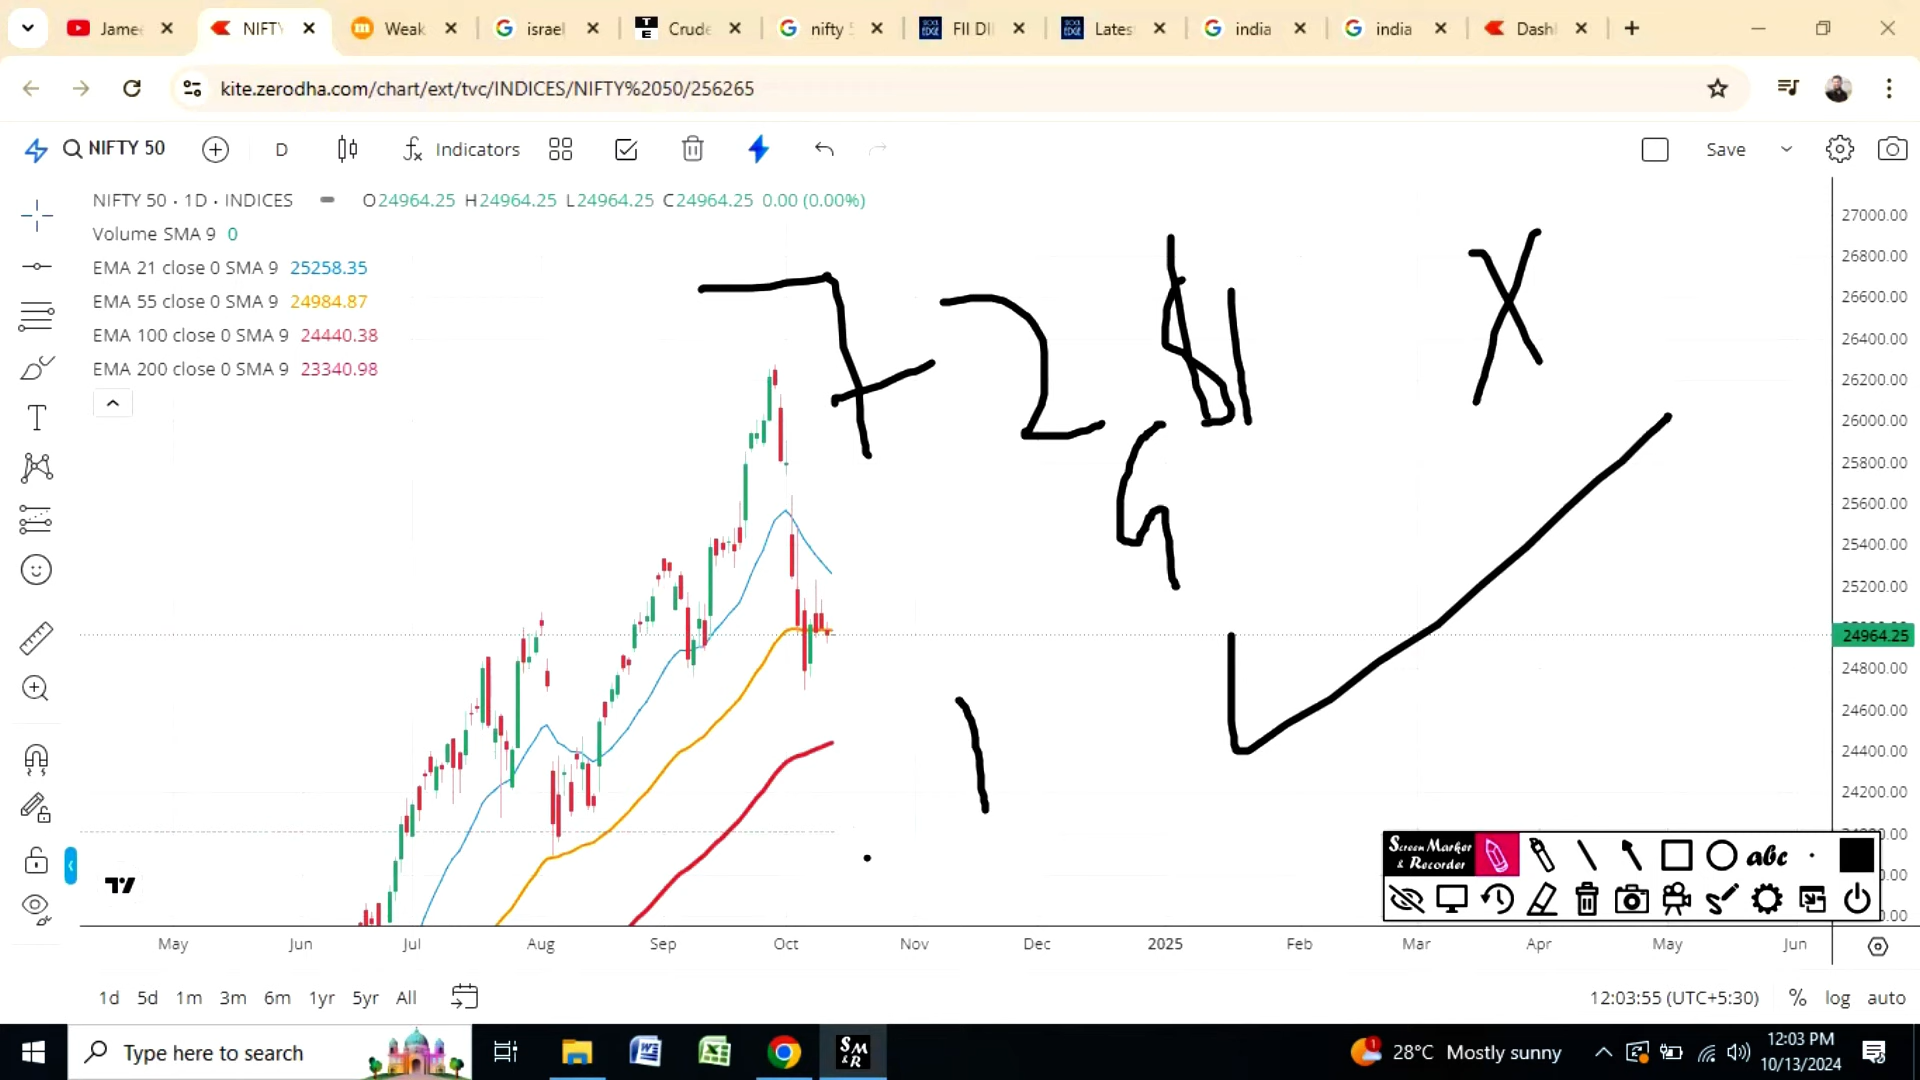 Jame
NIFTY
Weak
israel
Crude
nifty
FII DI
Lates
india
india
Dash
kite.zerodha.com/chart/ext/tvc/INDICES/NIFTY%2050/256265
NIFTY 50
D
Indicators
Save
NIFTY 50 · 1D · INDICES O24964.25 H24964.25 L24964.25 C24964.25 0.00 (0.00%)
Volume SMA 9 0
EMA 21 close 0 SMA 9 25258.35
EMA 55 close 0 SMA 9 24984.87
EMA 100 close 0 SMA 9 24440.38
EMA 200 close 0 SMA 9 23340.98
27000.00
26800.00
26600.00
26400.00
26200.00
26000.00
25800.00
25600.00
25400.00
25200.00
24964.25
24800.00
24600.00
24400.00
24200.00
72
X
Screen Marker
& Recorder
abc
May Jun Jul Aug Sep Oct Nov Dec 2025 Feb Mar Apr May Jun
1d 5d 1m 3m 6m 1yr 5yr All
12:03:55 (UTC+5:30) % log auto
Type here to search
SM
&R
28°C Mostly sunny
12:03 PM
10/13/2024